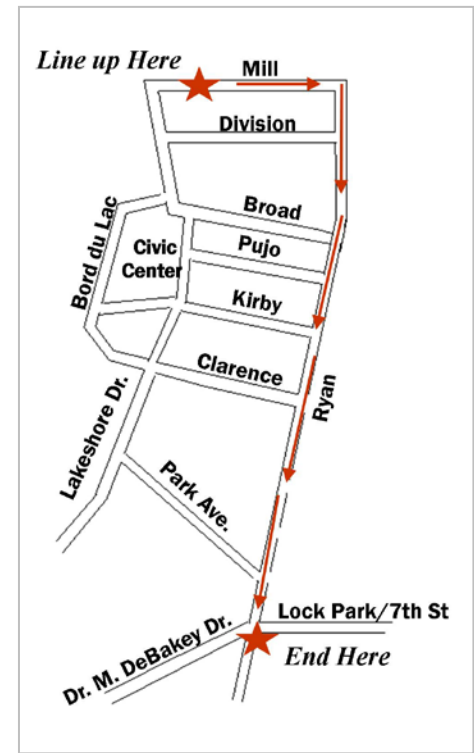 Line up Here
Mill
Division
Broad
Bord du Lac
Civic
Center
Pujo
Kirby
Clarence
Ryan
Lakeshore Dr.
Park Ave.
Lock Park/7th St
Dr. M. DeBakey Dr.
End Here